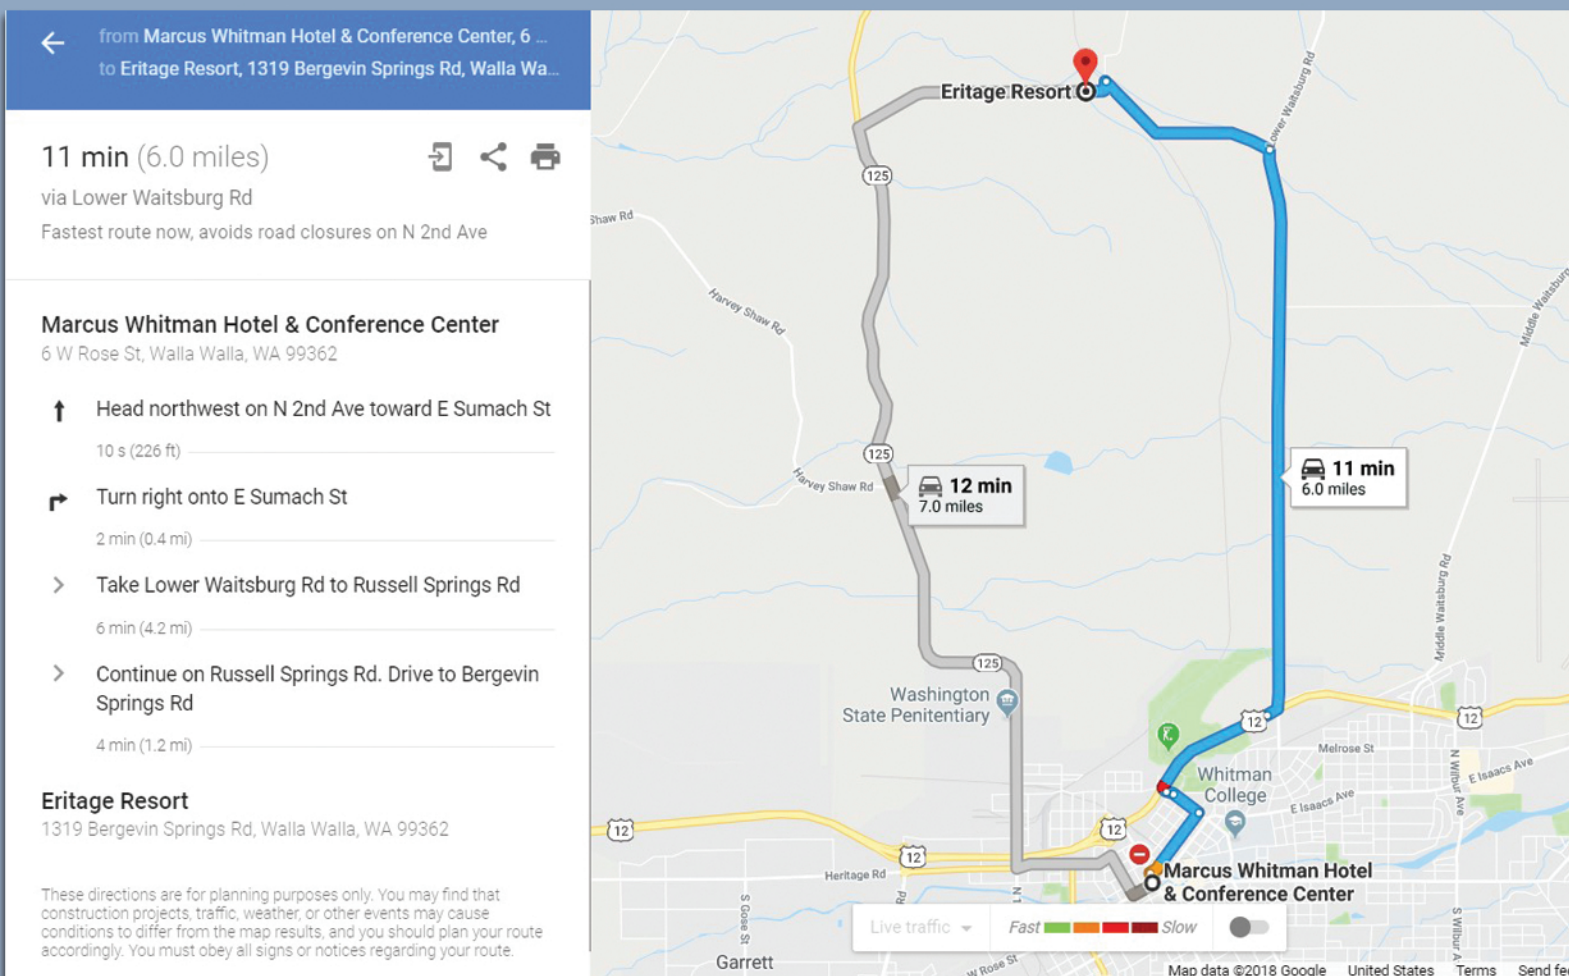 from Marcus Whitman Hotel & Conference Center, 6 ...
to Eritage Resort, 1319 Bergevin Springs Rd, Walla Wa...
11 min (6.0 miles)
via Lower Waitsburg Rd
Fastest route now, avoids road closures on N 2nd Ave
Marcus Whitman Hotel & Conference Center
6 W Rose St, Walla Walla, WA 99362
Head northwest on N 2nd Ave toward E Sumach St
10 s (226 ft)
Turn right onto E Sumach St
2 min (0.4 mi)
Take Lower Waitsburg Rd to Russell Springs Rd
6 min (4.2 mi)
Continue on Russell Springs Rd. Drive to Bergevin
Springs Rd
4 min (1.2 mi)
Eritage Resort
1319 Bergevin Springs Rd, Walla Walla, WA 99362
These directions are for planning purposes only. You may find that
construction projects, traffic, weather, or other events may cause
conditions to differ from the map results, and you should plan your route
accordingly. You must obey all signs or notices regarding your route.
Eritage Resort
Lower Waitsburg Rd
125
Shaw Rd
Harvey Shaw Rd
Middle Waitsburg
125
Harvey Shaw Rd
12 min
7.0 miles
11 min
6.0 miles
Middle Waitsburg Rd
125
Washington
State Penitentiary
12
12
Melrose St
N Wilbur Ave
E Isaacs Ave
Whitman
College
E Isaacs Ave
12
12
12
Heritage Rd
Marcus Whitman Hotel
& Conference Center
Rd
N 1
S Gose St
S Wilbur A
Live traffic
Fast
Slow
Garrett
W Rose St
Map data ©2018 Google
United States
Terms
Send fe